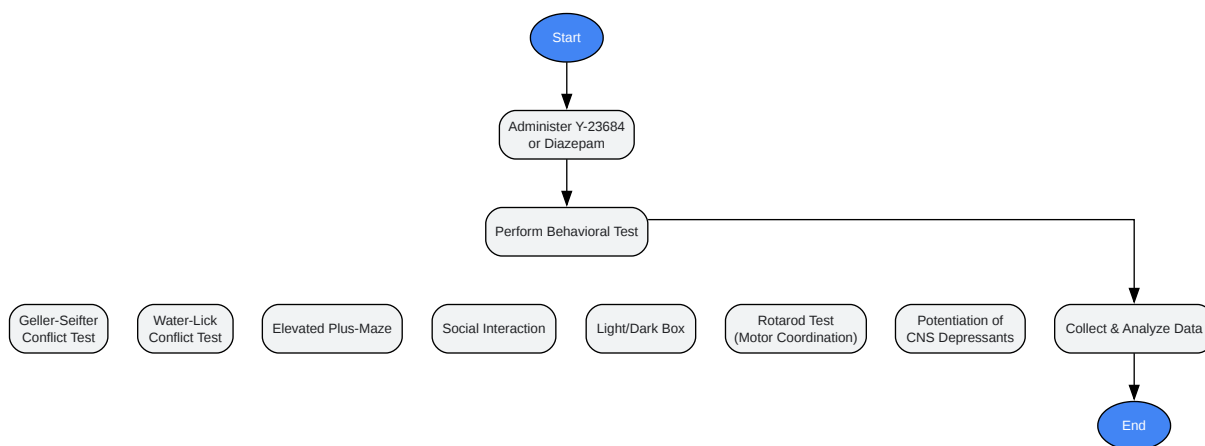 Start
Administer Y-23684
or Diazepam
Perform Behavioral Test
Geller-Seifter
Conflict Test
Water-Lick
Conflict Test
Elevated Plus-Maze
Social Interaction
Light/Dark Box
Rotarod Test
(Motor Coordination)
Potentiation of
CNS Depressants
Collect & Analyze Data
End